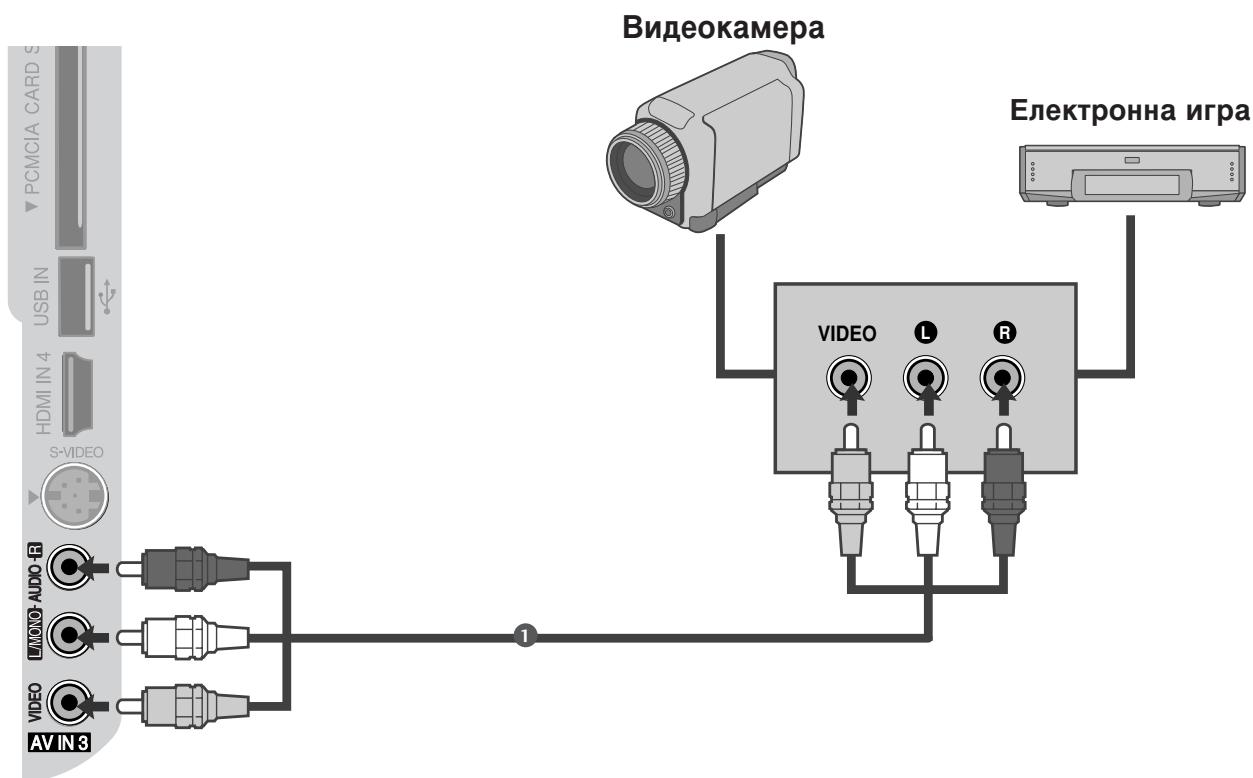 Видеокамера
Електронна игра
▼ PCMCIA CARD S
USB IN
HDMI IN 4
S-VIDEO
L/MONO - AUDIO - R
VIDEO
AV IN 3
VIDEO L R
1